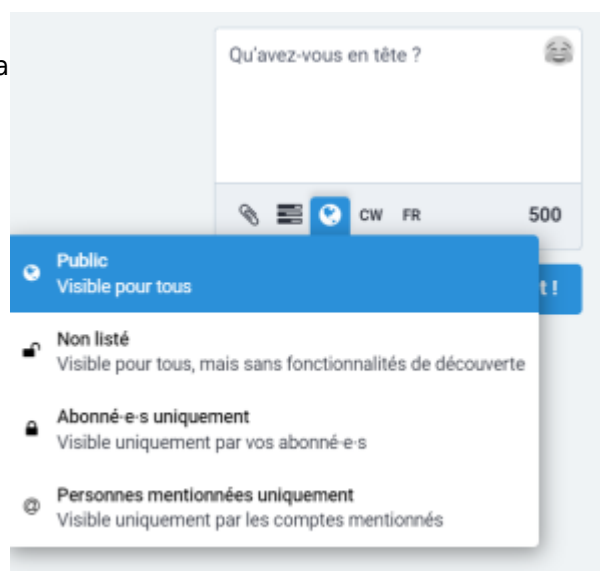 a
Qu'avez-vous en tête ?
CW FR 500
Public
Visible pour tous
t !
Non listé
Visible pour tous, mais sans fonctionnalités de découverte
Abonné·e·s uniquement
Visible uniquement par vos abonné·e·s
@ Personnes mentionnées uniquement
Visible uniquement par les comptes mentionnés